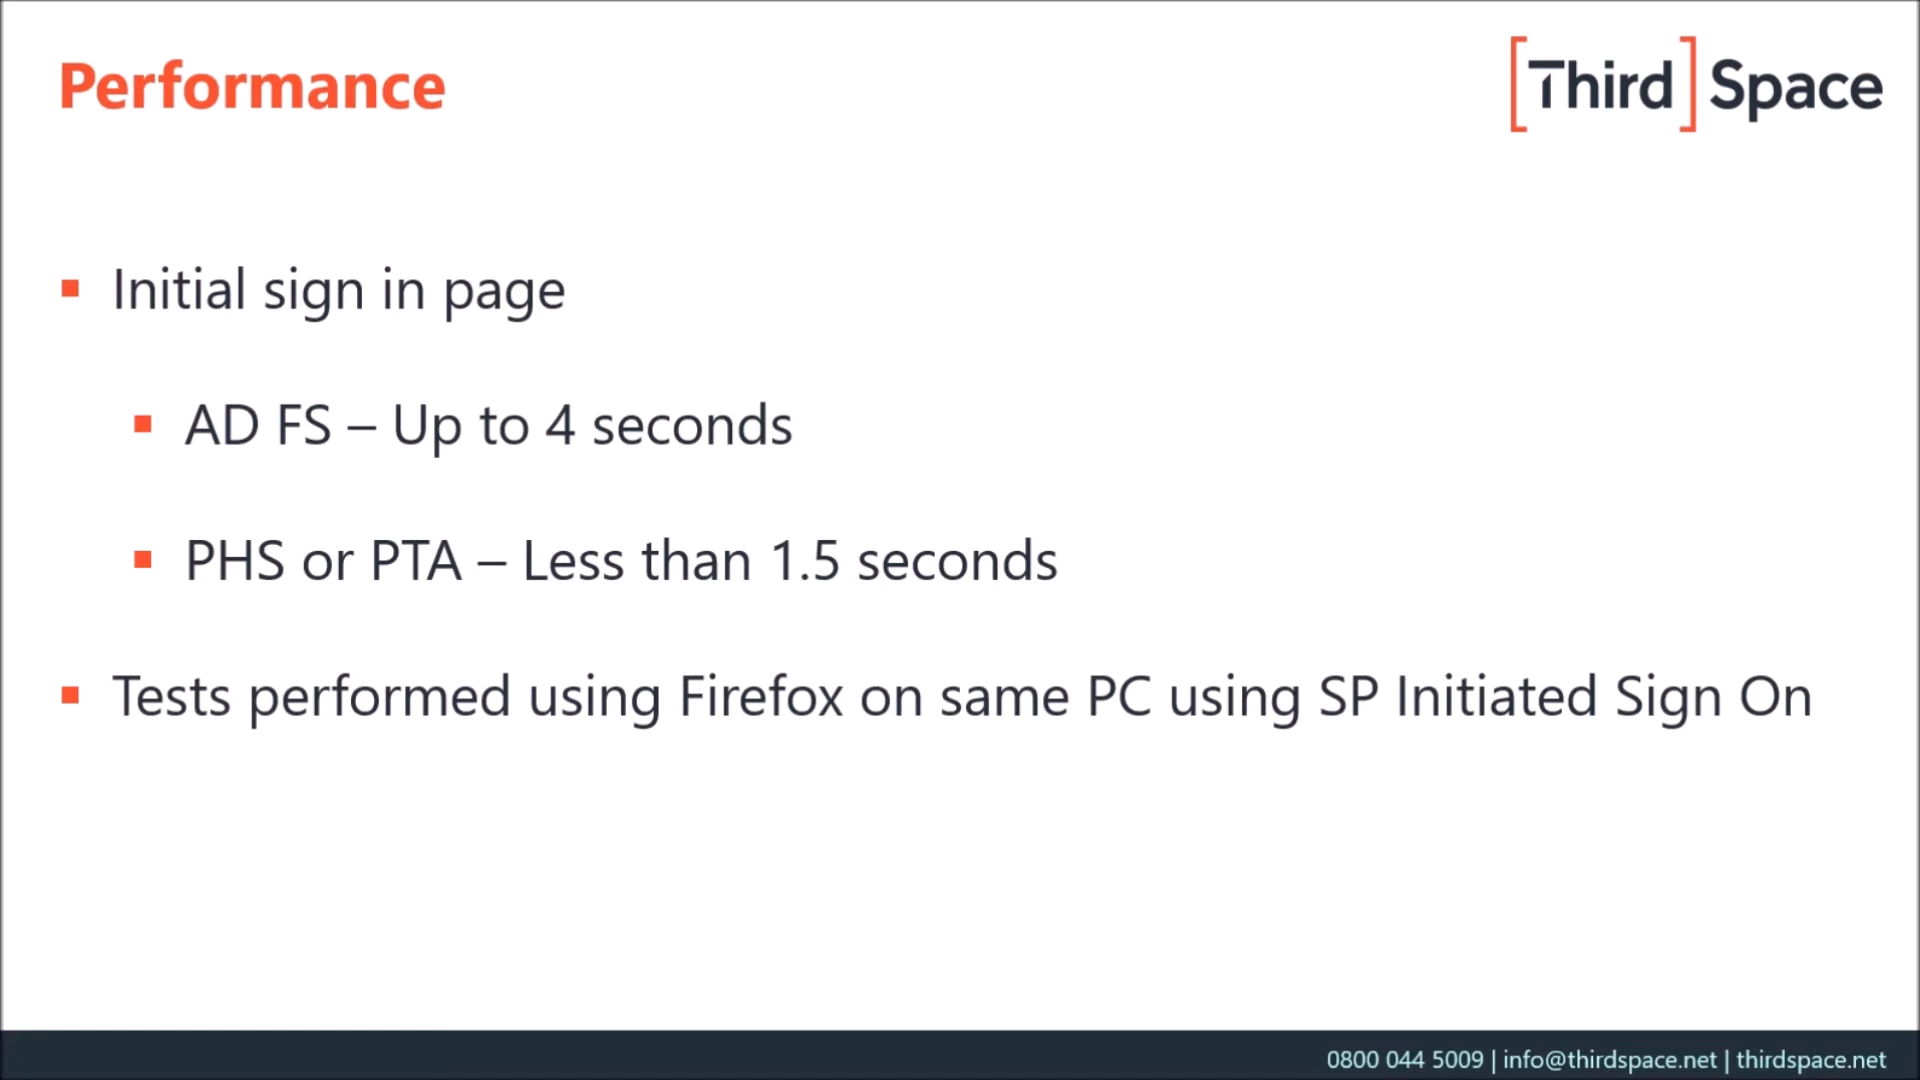 Performance
[Third] Space
Initial sign in page
AD FS – Up to 4 seconds
PHS or PTA – Less than 1.5 seconds
Tests performed using Firefox on same PC using SP Initiated Sign On
0800 044 5009 | info@thirdspace.net | thirdspace.net